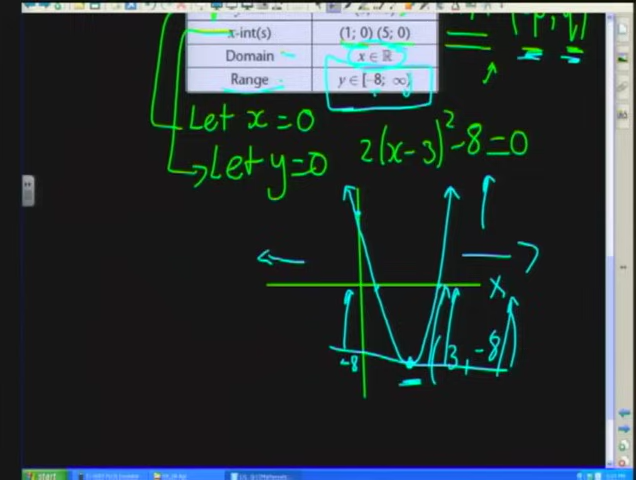 x-int(s) (1; 0) (5; 0)
Domain x ∈ ℝ
Range y ∈ [-8; ∞)
Let x = 0
Let y = 0 2(x - 3)² - 8 = 0
x
(3, -8)
-8
start